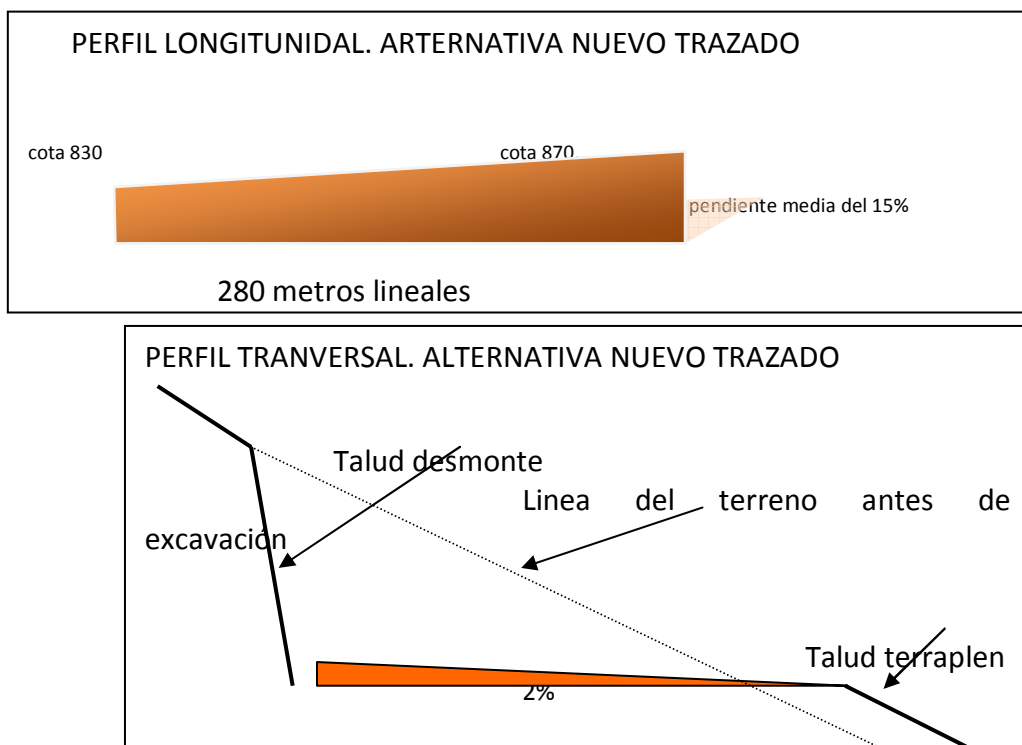 PERFIL LONGITUNIDAL. ARTERNATIVA NUEVO TRAZADO
cota 830
cota 870
pendiente media del 15%
280 metros lineales
PERFIL TRANVERSAL. ALTERNATIVA NUEVO TRAZADO
Talud desmonte
Linea del terreno antes de
excavación
Talud terraplen
2%